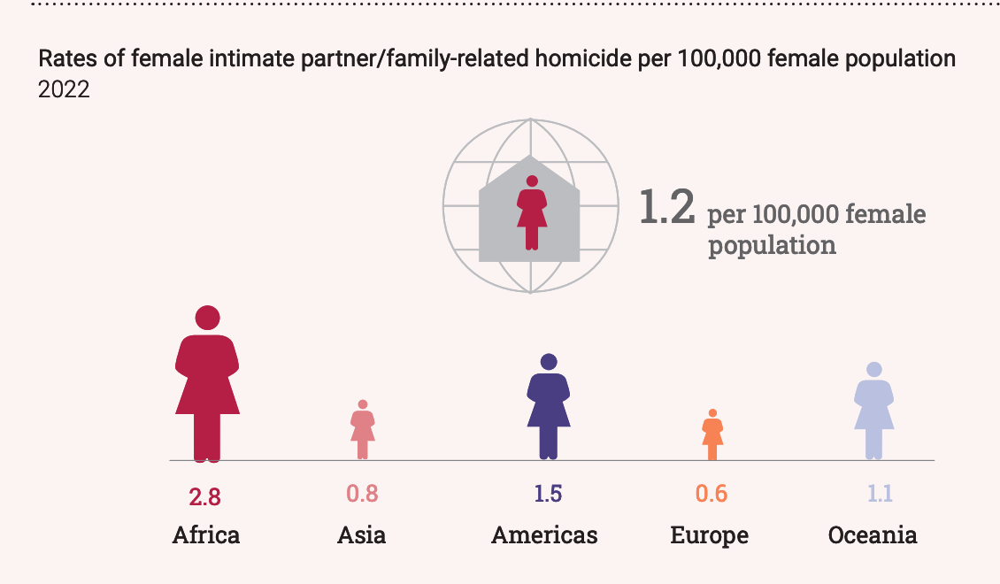 Rates of female intimate partner/family-related homicide per 100,000 female population
2022
1.2 per 100,000 female
population
2.8 0.8 1.5 0.6 1.1
Africa Asia Americas Europe Oceania